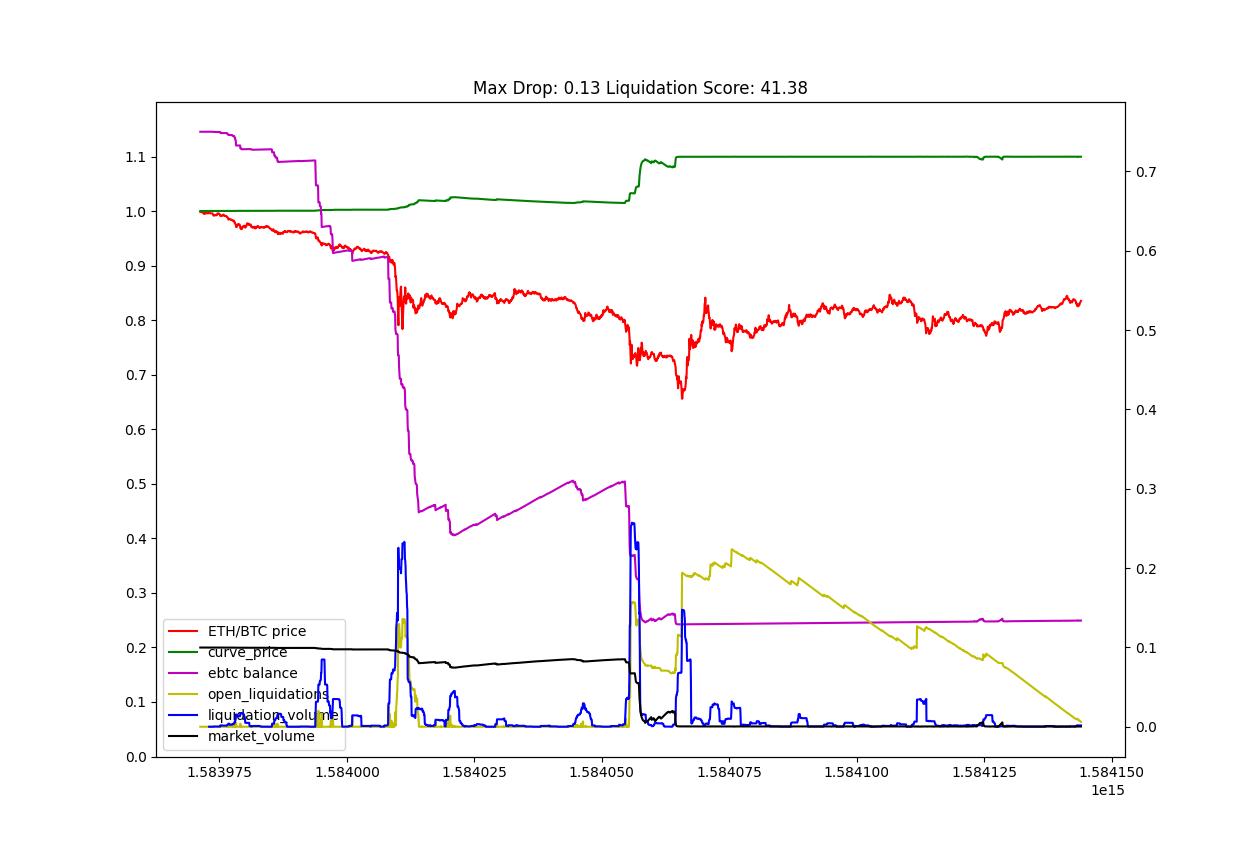 Max Drop: 0.13 Liquidation Score: 41.38
1.1
1.0
0.9
0.8
0.7
0.6
0.5
0.4
0.3
0.2
0.1
0.0
0.7
0.6
0.5
0.4
0.3
0.2
0.1
0.0
ETH/BTC price
curve_price
ebtc balance
open_liquidations
liquidation_volume
market_volume
1.583975 1.584000 1.584025 1.584050 1.584075 1.584100 1.584125 1.584150
1e15